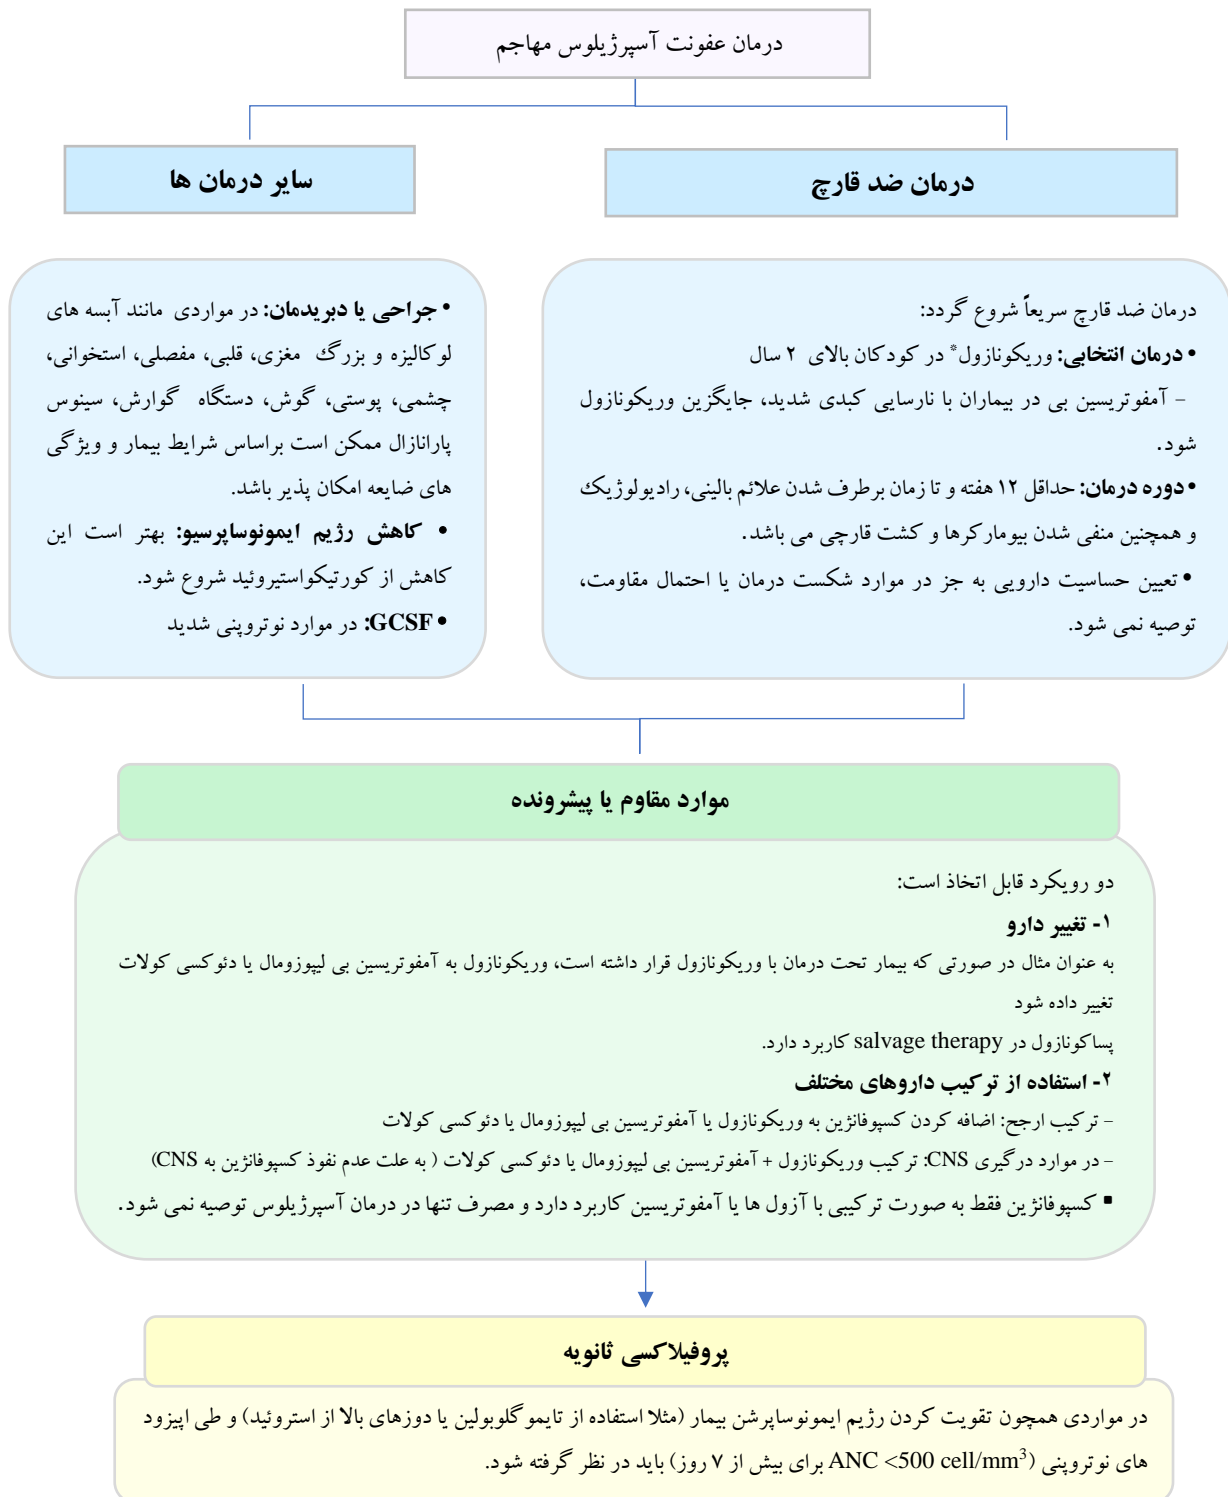 درمان عفونت آسپرژیلوس مهاجم
درمان ضد قارچ
سایر درمان ها
درمان ضد قارچ سریعاً شروع گردد:
• درمان انتخابی: وریکونازول* در کودکان بالای ۲ سال
- آمفوتریسین بی در بیماران با نارسایی کبدی شدید، جایگزین وریکونازول
شود.
• دوره درمان: حداقل ۱۲ هفته و تا زمان برطرف شدن علائم بالینی، رادیولوژیک
و همچنین منفی شدن بیومارکرها و کشت قارچی می باشد.
• تعیین حساسیت دارویی به جز در موارد شکست درمان یا احتمال مقاومت،
توصیه نمی شود.
• جراحی یا دبریدمان: در مواردی مانند آبسه های
لوکالیزه و بزرگ مغزی، قلبی، مفصلی، استخوانی،
چشمی، پوستی، گوش، دستگاه گوارش، سینوس
پارانازال ممکن است براساس شرایط بیمار و ویژگی
های ضایعه امکان پذیر باشد.
• کاهش رژیم ایمونوساپرسیو: بهتر است این
کاهش از کورتیکواستیروئید شروع شود.
• GCSF: در موارد نوتروپنی شدید
موارد مقاوم یا پیشرونده
دو رویکرد قابل اتخاذ است:
۱- تغییر دارو
به عنوان مثال در صورتی که بیمار تحت درمان با وریکونازول قرار داشته است، وریکونازول به آمفوتریسین بی لیپوزومال یا دئوکسی کولات
تغییر داده شود
پساکونازول در salvage therapy کاربرد دارد.
۲- استفاده از ترکیب داروهای مختلف
- ترکیب ارجح: اضافه کردن کسپوفانژین به وریکونازول یا آمفوتریسین بی لیپوزومال یا دئوکسی کولات
- در موارد درگیری CNS: ترکیب وریکونازول + آمفوتریسین بی لیپوزومال یا دئوکسی کولات ( به علت عدم نفوذ کسپوفانژین به CNS)
▪ کسپوفانژین فقط به صورت ترکیبی با آزول ها یا آمفوتریسین کاربرد دارد و مصرف تنها در درمان آسپرژیلوس توصیه نمی شود.
پروفیلاکسی ثانویه
در مواردی همچون تقویت کردن رژیم ایمونوساپرشن بیمار (مثلا استفاده از تایموگلوبولین یا دوزهای بالا از استروئید) و طی اپیزود
های نوتروپنی (ANC <500 cell/mm³ برای بیش از ۷ روز) باید در نظر گرفته شود.